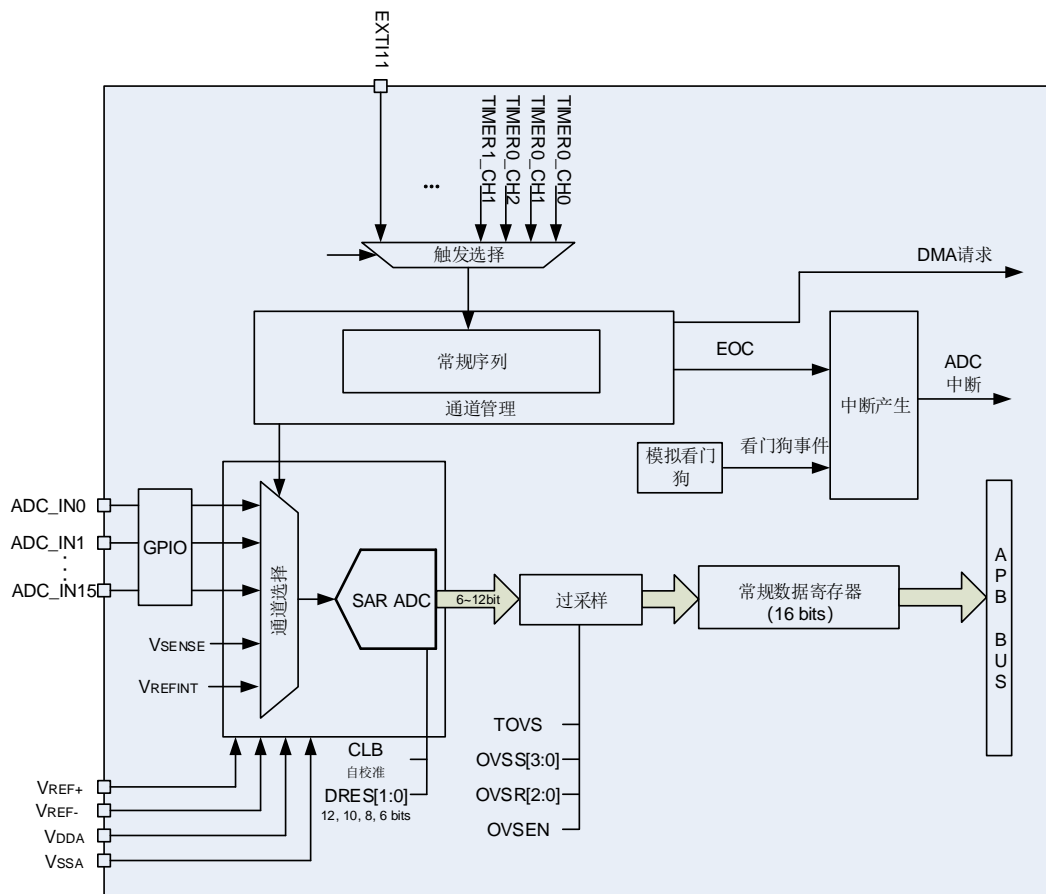 EXTI11
...
TIMER1_CH1
TIMER0_CH2
TIMER0_CH1
TIMER0_CH0
触发选择
DMA请求
常规序列
通道管理
EOC
ADC
中断
中断产生
模拟看门
狗
看门狗事件
ADC_IN0
ADC_IN1
ADC_IN15
GPIO
VSENSE
VREFINT
通道选择
SAR ADC
6~12bit
过采样
常规数据寄存器
(16 bits)
APB BUS
CLB
自校准
DRES[1:0]
12, 10, 8, 6 bits
TOVS
OVSS[3:0]
OVSR[2:0]
OVSEN
VREF+
VREF-
VDDA
VSSA